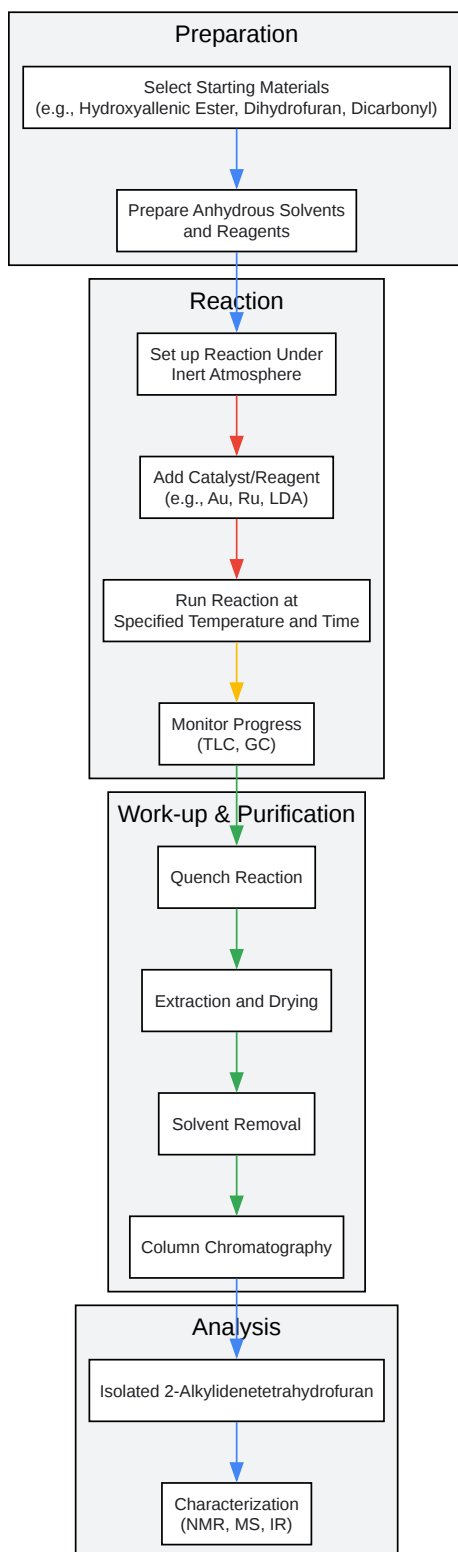 Preparation
Select Starting Materials
(e.g., Hydroxyallenic Ester, Dihydrofuran, Dicarbonyl)
Prepare Anhydrous Solvents
and Reagents
Reaction
Set up Reaction Under
Inert Atmosphere
Add Catalyst/Reagent
(e.g., Au, Ru, LDA)
Run Reaction at
Specified Temperature and Time
Monitor Progress
(TLC, GC)
Work-up & Purification
Quench Reaction
Extraction and Drying
Solvent Removal
Column Chromatography
Analysis
Isolated 2-Alkylidenetetrahydrofuran
Characterization
(NMR, MS, IR)